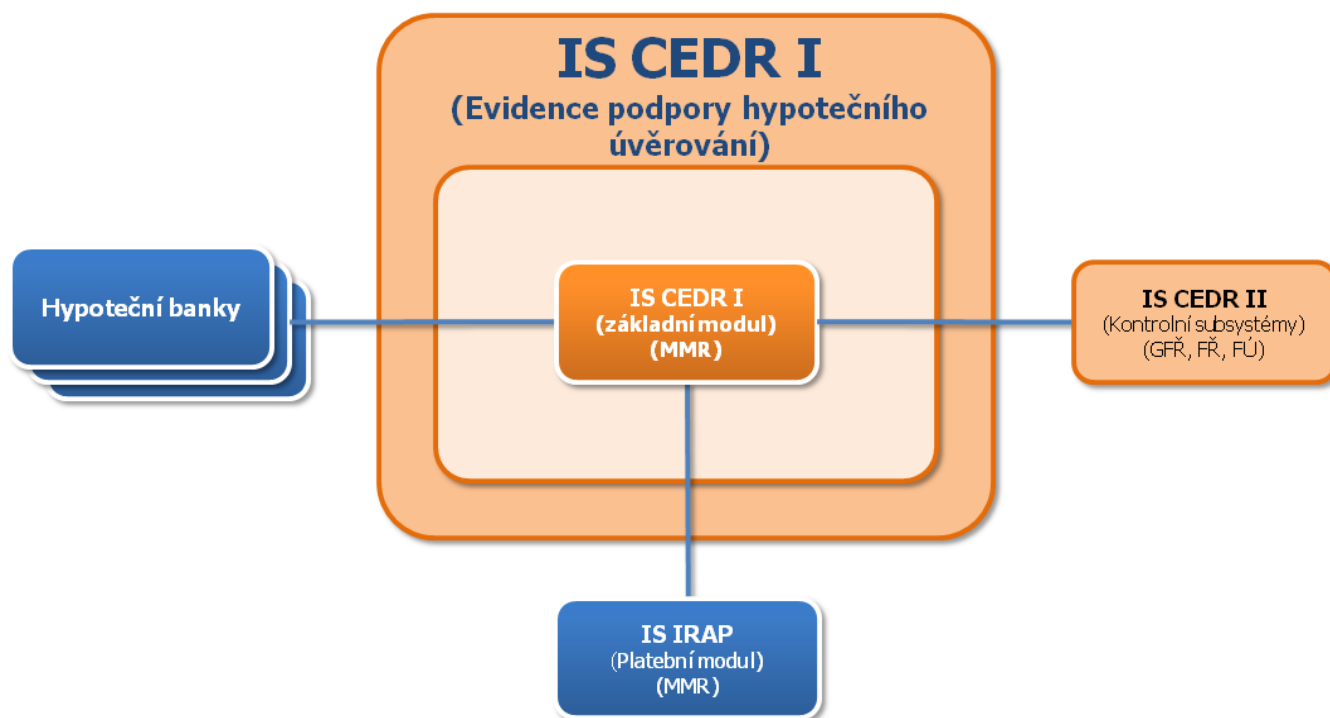 IS CEDR I
(Evidence podpory hypotečního
úvěrování)
Hypoteční banky
IS CEDR I
(základní modul)
(MMR)
IS CEDR II
(Kontrolní subsystémy)
(GFŘ, FŘ, FÚ)
IS IRAP
(Platební modul)
(MMR)